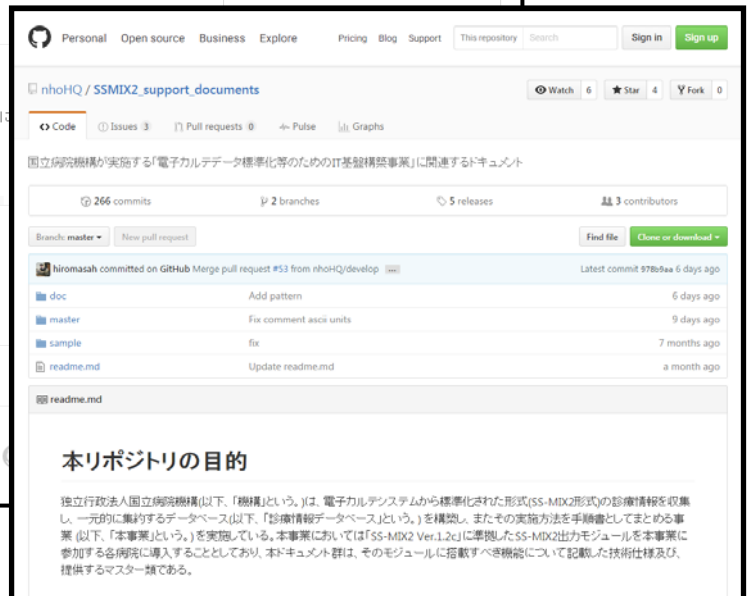 Personal Open source Business Explore Pricing Blog Support This repository Search Sign in Sign up
nhoHQ / SSMIX2_support_documents Watch 6 Star 4 Fork 0
Code Issues 3 Pull requests 0 Pulse Graphs
国立病院機構が実施する「電子カルテデータ標準化等のためのIT基盤構築事業」に関連するドキュメント
266 commits 2 branches 5 releases 3 contributors
Branch: master New pull request Find file Clone or download
hiromasah committed on GitHub Merge pull request #53 from nhoHQ/develop ... Latest commit 978b9aa 6 days ago
doc Add pattern 6 days ago
master Fix comment ascii units 9 days ago
sample fix 7 months ago
readme.md Update readme.md a month ago
readme.md
本リポジトリの目的
独立行政法人国立病院機構(以下、「機構」という。)は、電子カルテシステムから標準化された形式(SS-MIX2形式)の診療情報を収集
し、一元的に集約するデータベース(以下、「診療情報データベース」という。)を構築し、またその実施方法を手順書としてまとめる事
業 (以下、「本事業」という。)を実施している。本事業においては「SS-MIX2 Ver.1.2c」に準拠したSS-MIX2出力モジュールを本事業に
参加する各病院に導入することとしており、本ドキュメント群は、そのモジュールに搭載すべき機能について記載した技術仕様及び、
提供するマスター類である。